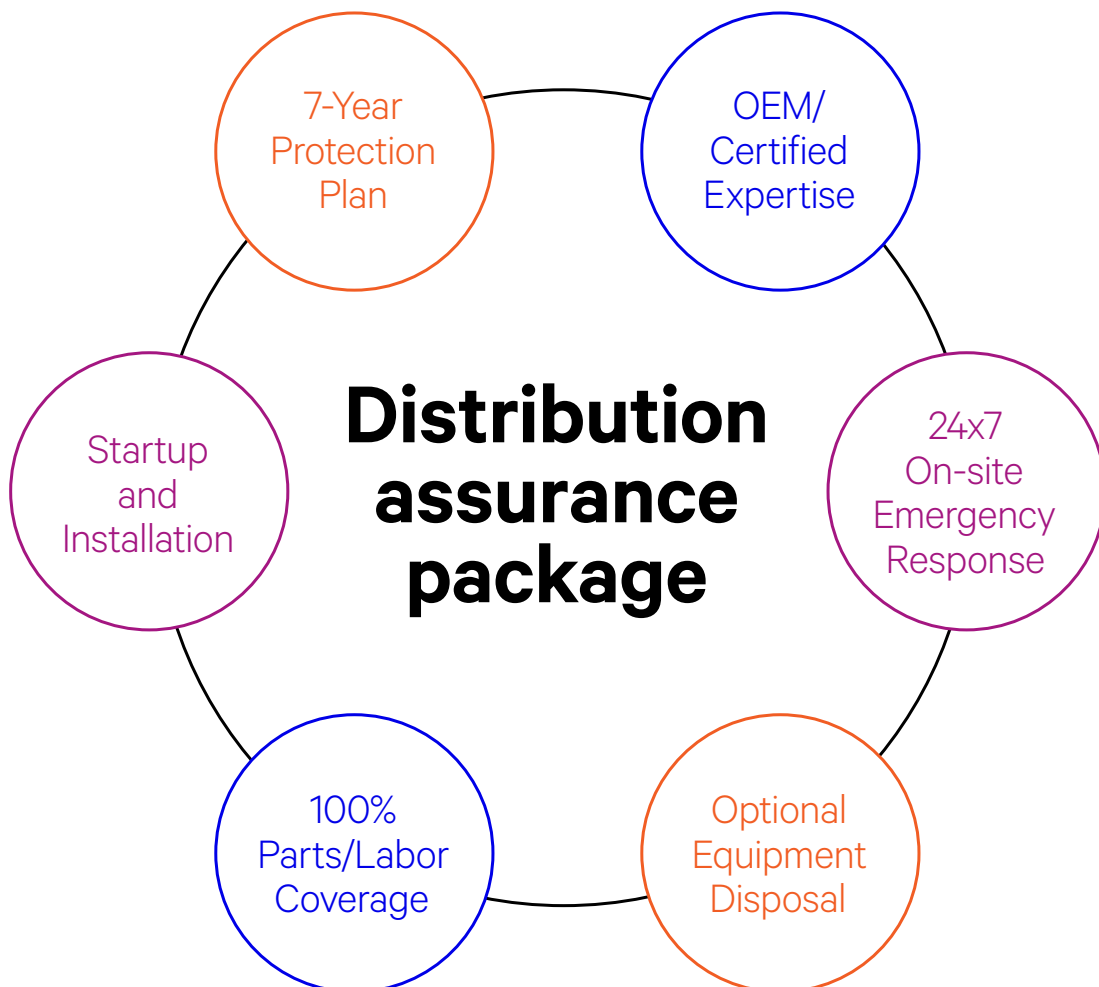 7-Year
Protection
Plan
OEM/
Certified
Expertise
Startup
and
Installation
Distribution
assurance
package
24x7
On-site
Emergency
Response
100%
Parts/Labor
Coverage
Optional
Equipment
Disposal